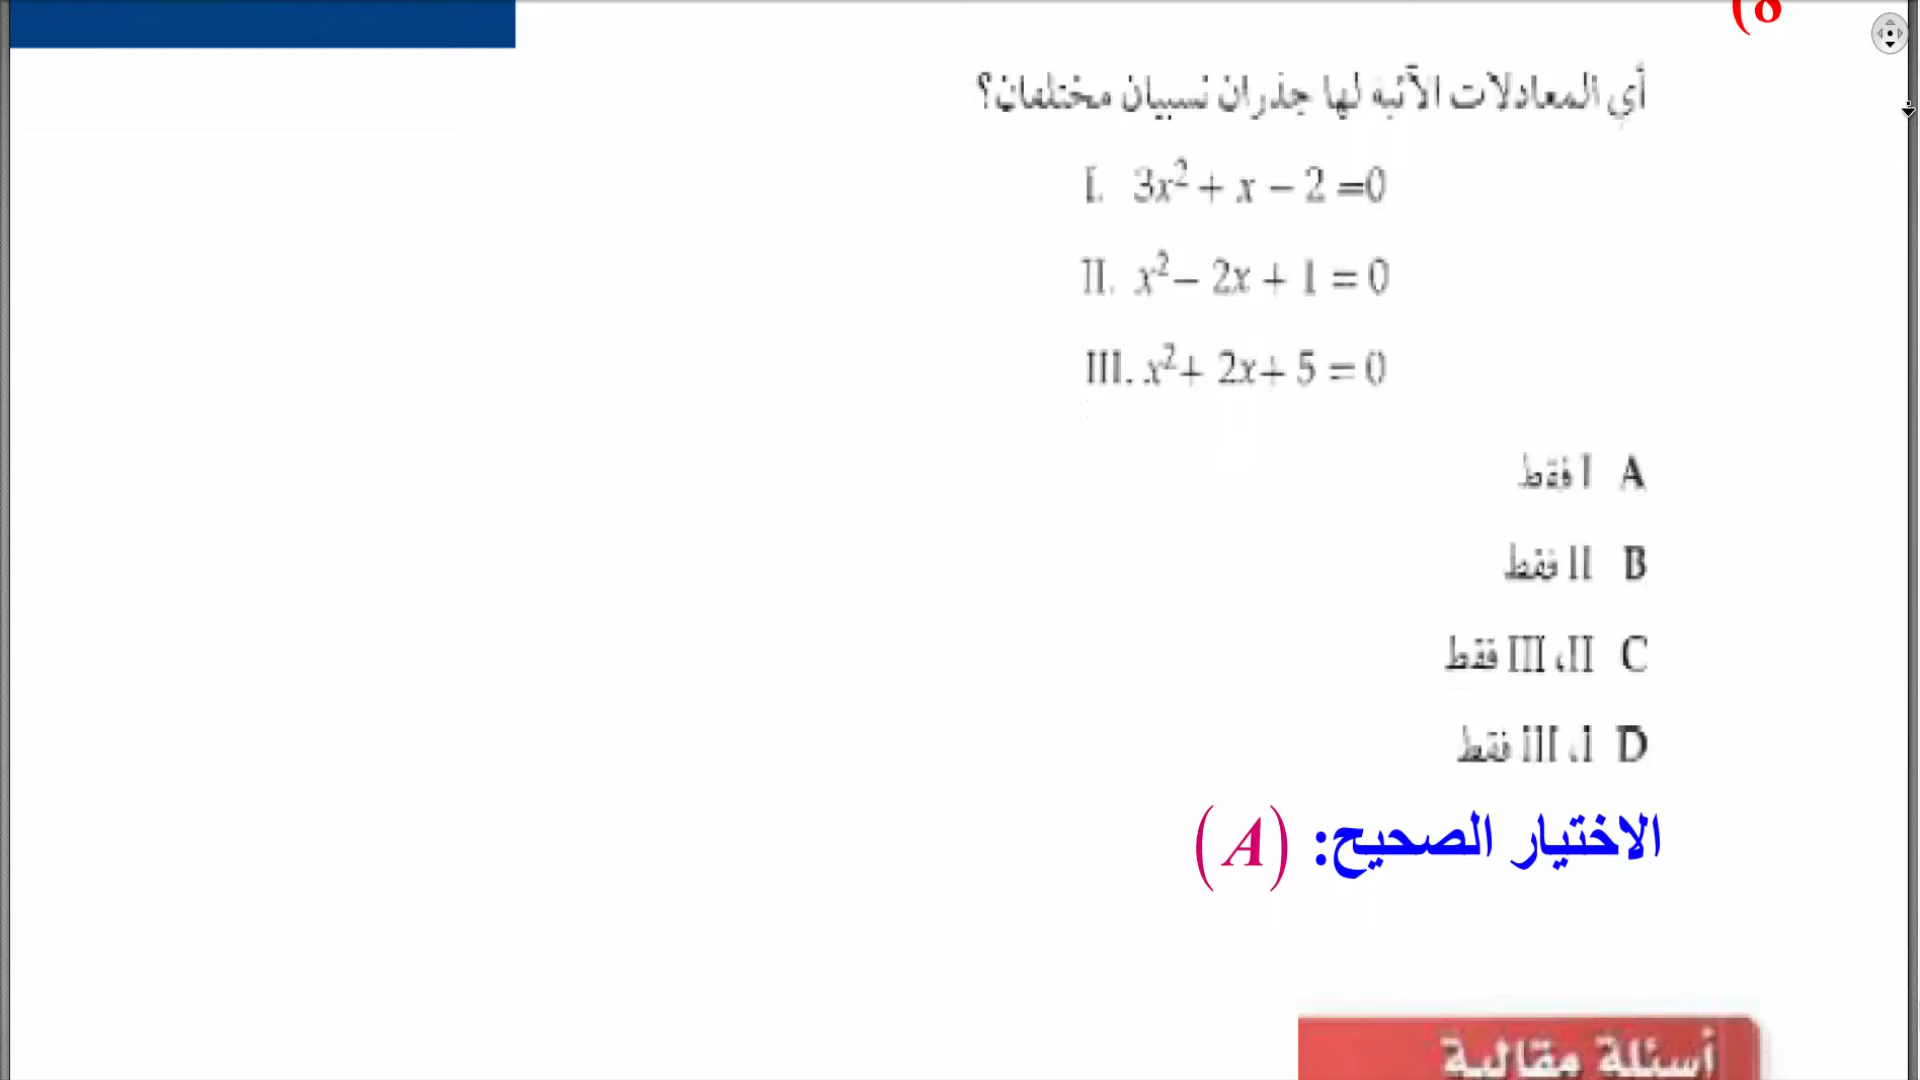 (8
أي المعادلات الآتية لها جذران نسبيان مختلفان؟
I. 3x² + x − 2 =0
II. x² − 2x + 1 = 0
III. x² + 2x + 5 = 0
A I فقط
B II فقط
C II، III فقط
D I، III فقط
الاختيار الصحيح: (A)
أسئلة مقالية